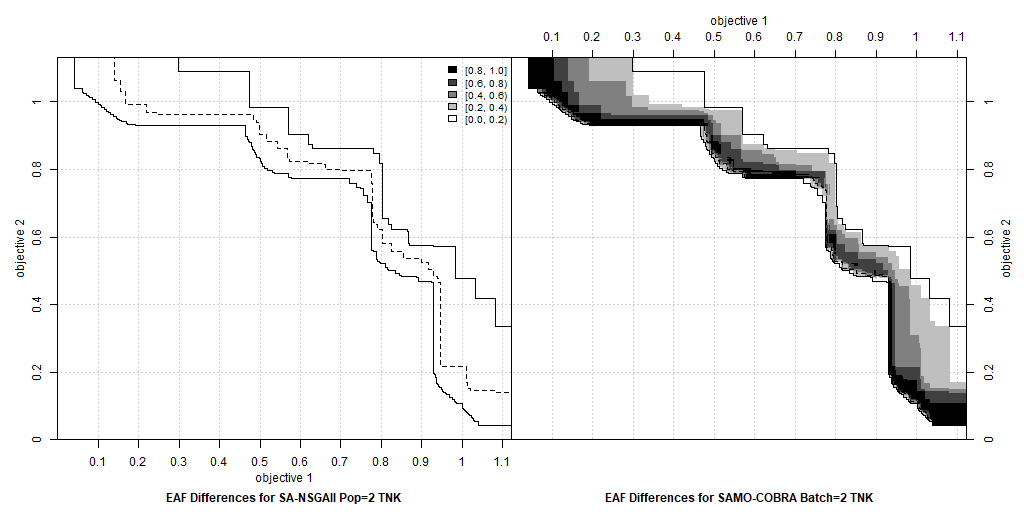 objective 1
0.1 0.2 0.3 0.4 0.5 0.6 0.7 0.8 0.9 1 1.1
[0.8, 1.0]
[0.6, 0.8)
[0.4, 0.6)
[0.2, 0.4)
[0.0, 0.2)
objective 2
0 0.2 0.4 0.6 0.8 1
0 0.2 0.4 0.6 0.8 1
objective 2
0.1 0.2 0.3 0.4 0.5 0.6 0.7 0.8 0.9 1 1.1
objective 1
EAF Differences for SA-NSGAII Pop=2 TNK
EAF Differences for SAMO-COBRA Batch=2 TNK